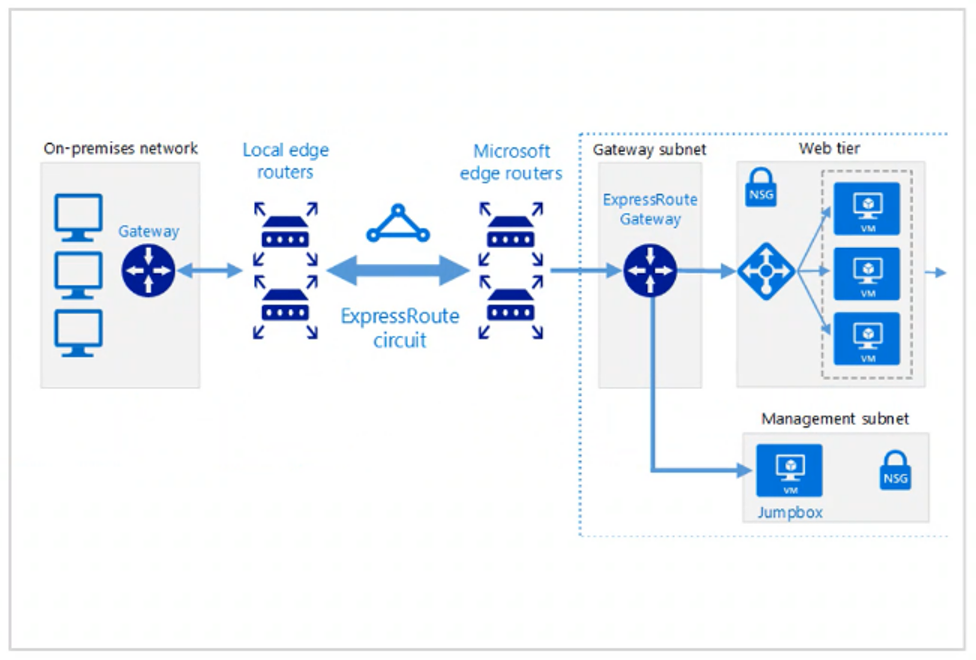 On-premises network
Gateway
Local edge
routers
ExpressRoute
circuit
Microsoft
edge routers
Gateway subnet
ExpressRoute
Gateway
Web tier
NSG
VM
VM
VM
Management subnet
VM
Jumpbox
NSG